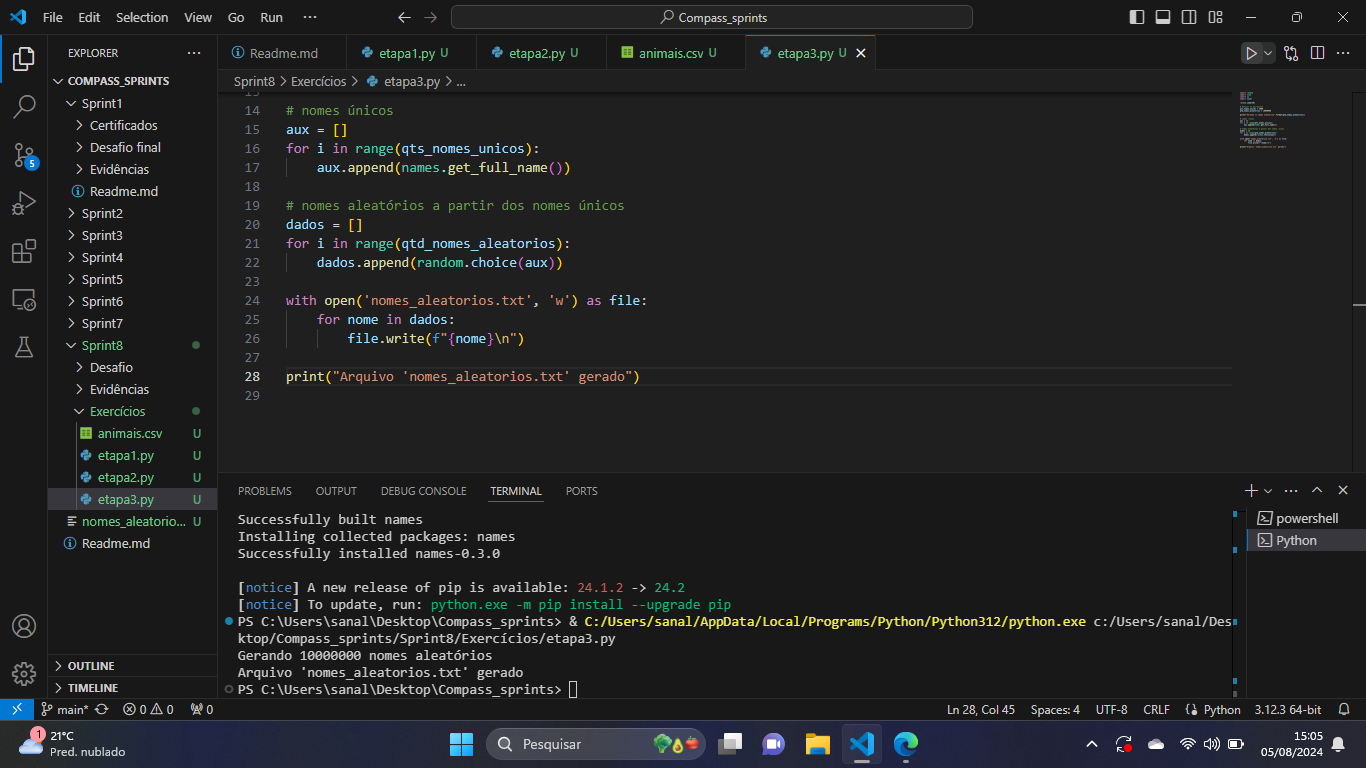 File Edit Selection View Go Run ··· Compass_sprints
EXPLORER ···
COMPASS_SPRINTS
Sprint1
Certificados
Desafio final
Evidências
Readme.md
Sprint2
Sprint3
Sprint4
Sprint5
Sprint6
Sprint7
Sprint8
Desafio
Evidências
Exercícios
animais.csv U
etapa1.py U
etapa2.py U
etapa3.py U
nomes_aleatorio... U
Readme.md
OUTLINE
TIMELINE
5
Readme.md etapa1.py U etapa2.py U animais.csv U etapa3.py U
Sprint8 > Exercícios > etapa3.py > ...
13
14 # nomes únicos
15 aux = []
16 for i in range(qts_nomes_unicos):
17 aux.append(names.get_full_name())
18
19 # nomes aleatórios a partir dos nomes únicos
20 dados = []
21 for i in range(qtd_nomes_aleatorios):
22 dados.append(random.choice(aux))
23
24 with open('nomes_aleatorios.txt', 'w') as file:
25 for nome in dados:
26 file.write(f"{nome}\n")
27
28 print("Arquivo 'nomes_aleatorios.txt' gerado")
29
PROBLEMS OUTPUT DEBUG CONSOLE TERMINAL PORTS
Successfully built names
Installing collected packages: names
Successfully installed names-0.3.0
[notice] A new release of pip is available: 24.1.2 -> 24.2
[notice] To update, run: python.exe -m pip install --upgrade pip
PS C:\Users\sanal\Desktop\Compass_sprints> & C:/Users/sanal/AppData/Local/Programs/Python/Python312/python.exe c:/Users/sanal/Des
ktop/Compass_sprints/Sprint8/Exercícios/etapa3.py
Gerando 10000000 nomes aleatórios
Arquivo 'nomes_aleatorios.txt' gerado
PS C:\Users\sanal\Desktop\Compass_sprints>
powershell
Python
main* 0 0 0 Ln 28, Col 45 Spaces: 4 UTF-8 CRLF Python 3.12.3 64-bit
1
21°C
Pred. nublado
Pesquisar
15:05
05/08/2024